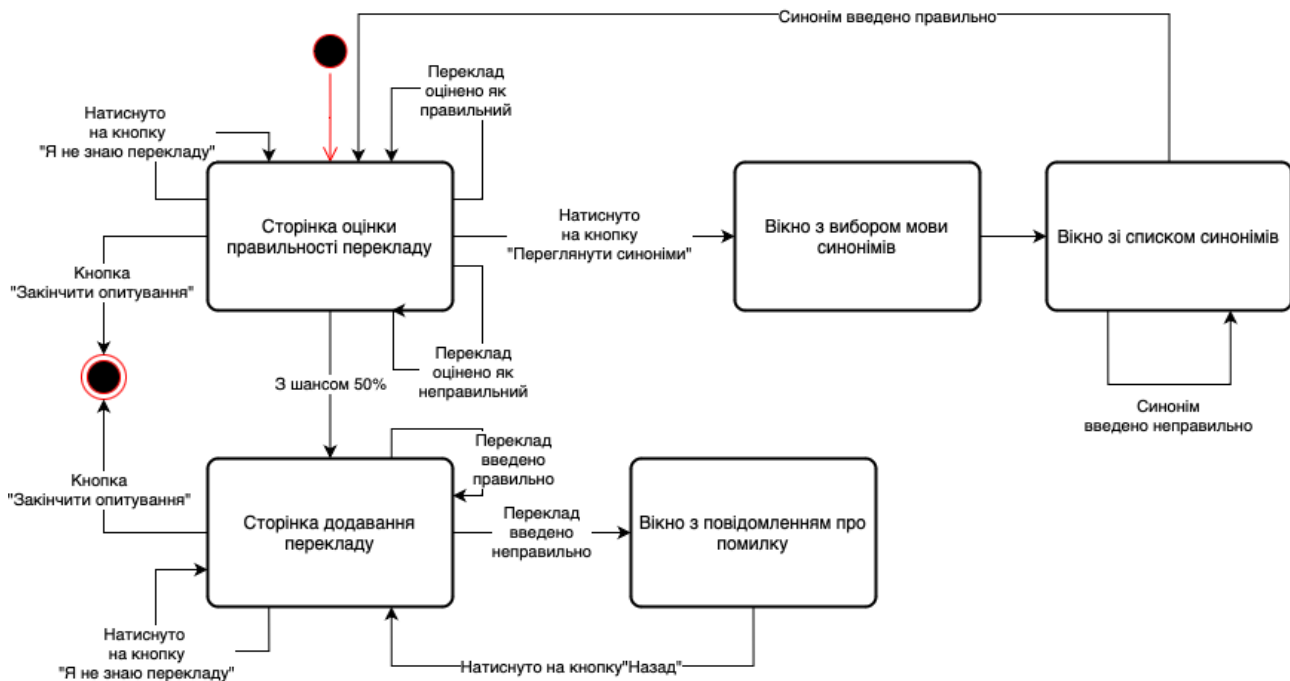 Синонім введено правильно
Переклад
оцінено як
правильний
Натиснуто
на кнопку
"Я не знаю перекладу"
Сторінка оцінки
правильності перекладу
Натиснуто
на кнопку
"Переглянути синоніми"
Вікно з вибором мови
синонімів
Вікно зі списком синонімів
Кнопка
"Закінчити опитування"
Переклад
оцінено як
неправильний
З шансом 50%
Синонім
введено неправильно
Переклад
введено
правильно
Кнопка
"Закінчити опитування"
Сторінка додавання
перекладу
Переклад
введено
неправильно
Вікно з повідомленням про
помилку
Натиснуто
на кнопку
"Я не знаю перекладу"
Натиснуто на кнопку"Назад"